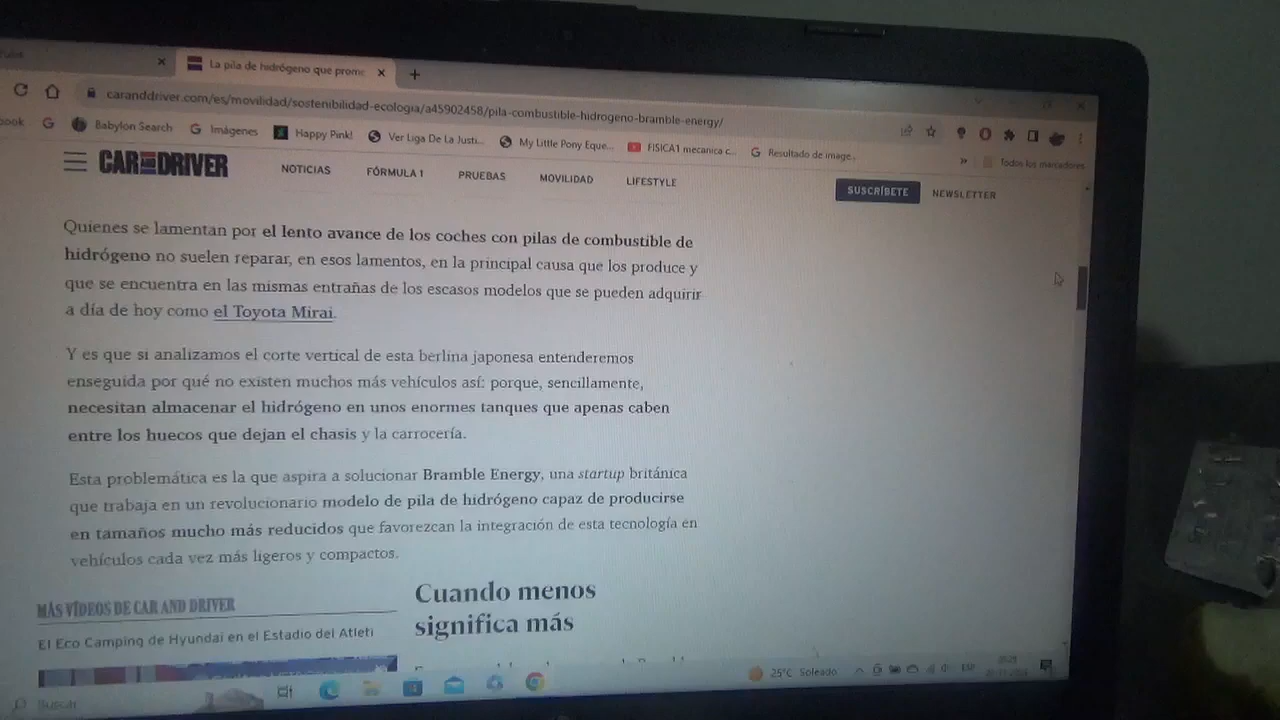 La pila de hidrógeno que prome
caranddriver.com/es/movilidad/sostenibilidad-ecologia/a45902458/pila-combustible-hidrogeno-bramble-energy/
book
Babylon Search
Imágenes
Happy Pink!
Ver Liga De La Justi...
My Little Pony Eque...
FISICA1 mecanica c...
Resultado de image...
»
Todos los marcadores
CAR AND DRIVER
NOTICIAS
FÓRMULA 1
PRUEBAS
MOVILIDAD
LIFESTYLE
SUSCRÍBETE
NEWSLETTER
Quienes se lamentan por el lento avance de los coches con pilas de combustible de
hidrógeno no suelen reparar, en esos lamentos, en la principal causa que los produce y
que se encuentra en las mismas entrañas de los escasos modelos que se pueden adquirir
a día de hoy como el Toyota Mirai.
Y es que si analizamos el corte vertical de esta berlina japonesa entenderemos
enseguida por qué no existen muchos más vehículos así: porque, sencillamente,
necesitan almacenar el hidrógeno en unos enormes tanques que apenas caben
entre los huecos que dejan el chasis y la carrocería.
Esta problemática es la que aspira a solucionar Bramble Energy, una startup británica
que trabaja en un revolucionario modelo de pila de hidrógeno capaz de producirse
en tamaños mucho más reducidos que favorezcan la integración de esta tecnología en
vehículos cada vez más ligeros y compactos.
MÁS VÍDEOS DE CAR AND DRIVER
El Eco Camping de Hyundai en el Estadio del Atleti
Cuando menos
significa más
Buscar
25°C Soleado
ESP